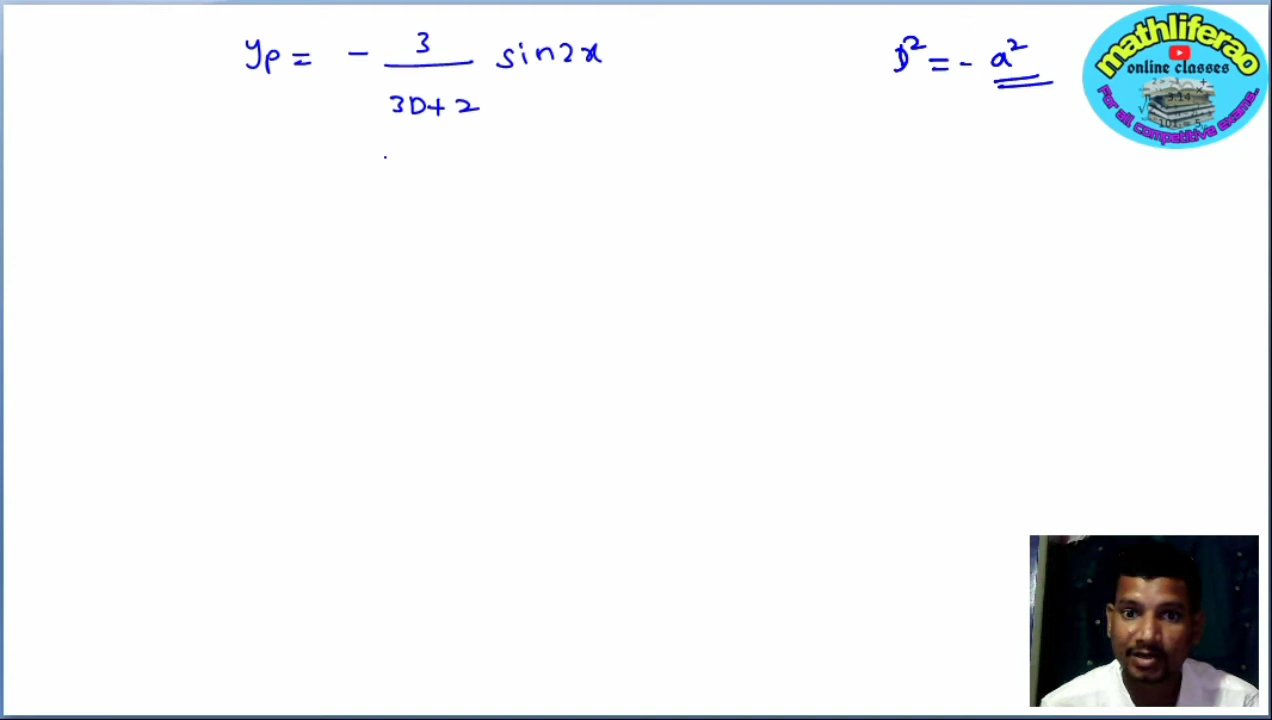 yp = - 3/3D+2 sin2x
D² = - a²
mathliferao
online classes
For all competitive exams.